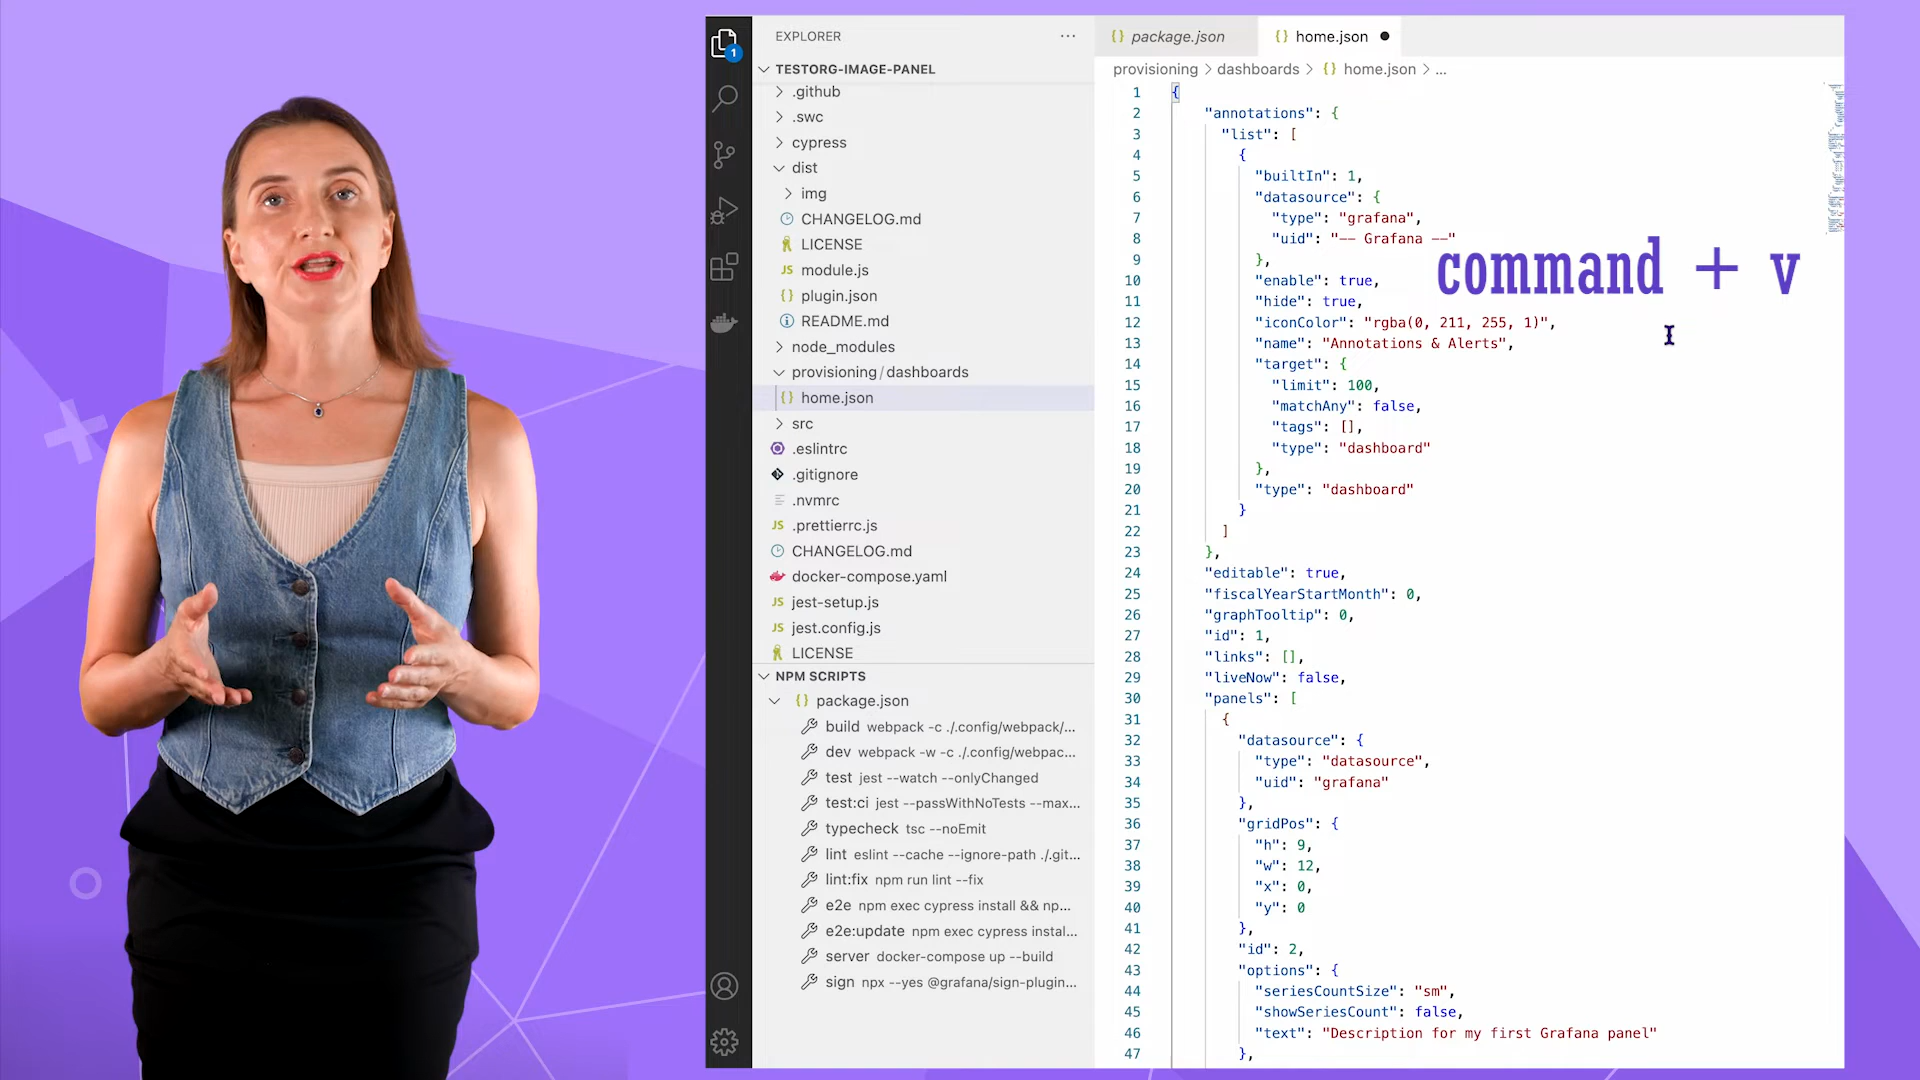 EXPLORER
TESTORG-IMAGE-PANEL
.github
.swc
cypress
dist
img
CHANGELOG.md
LICENSE
JS module.js
{} plugin.json
README.md
node_modules
provisioning/dashboards
{} home.json
src
.eslintrc
.gitignore
.nvmrc
JS .prettierrc.js
CHANGELOG.md
docker-compose.yaml
JS jest-setup.js
JS jest.config.js
LICENSE
NPM SCRIPTS
{} package.json
build webpack -c ./.config/webpack/...
dev webpack -w -c ./.config/webpac...
test jest --watch --onlyChanged
test:ci jest --passWithNoTests --max...
typecheck tsc --noEmit
lint eslint --cache --ignore-path ./.git...
lint:fix npm run lint --fix
e2e npm exec cypress install && np...
e2e:update npm exec cypress instal...
server docker-compose up --build
sign npx --yes @grafana/sign-plugin...
1
{} package.json {} home.json
provisioning > dashboards > {} home.json > ...
1 {
2 "annotations": {
3 "list": [
4 {
5 "builtIn": 1,
6 "datasource": {
7 "type": "grafana",
8 "uid": "-- Grafana --"
9 },
10 "enable": true,
11 "hide": true,
12 "iconColor": "rgba(0, 211, 255, 1)",
13 "name": "Annotations & Alerts",
14 "target": {
15 "limit": 100,
16 "matchAny": false,
17 "tags": [],
18 "type": "dashboard"
19 },
20 "type": "dashboard"
21 }
22 ]
23 },
24 "editable": true,
25 "fiscalYearStartMonth": 0,
26 "graphTooltip": 0,
27 "id": 1,
28 "links": [],
29 "liveNow": false,
30 "panels": [
31 {
32 "datasource": {
33 "type": "datasource",
34 "uid": "grafana"
35 },
36 "gridPos": {
37 "h": 9,
38 "w": 12,
39 "x": 0,
40 "y": 0
41 },
42 "id": 2,
43 "options": {
44 "seriesCountSize": "sm",
45 "showSeriesCount": false,
46 "text": "Description for my first Grafana panel"
47 },
command + v